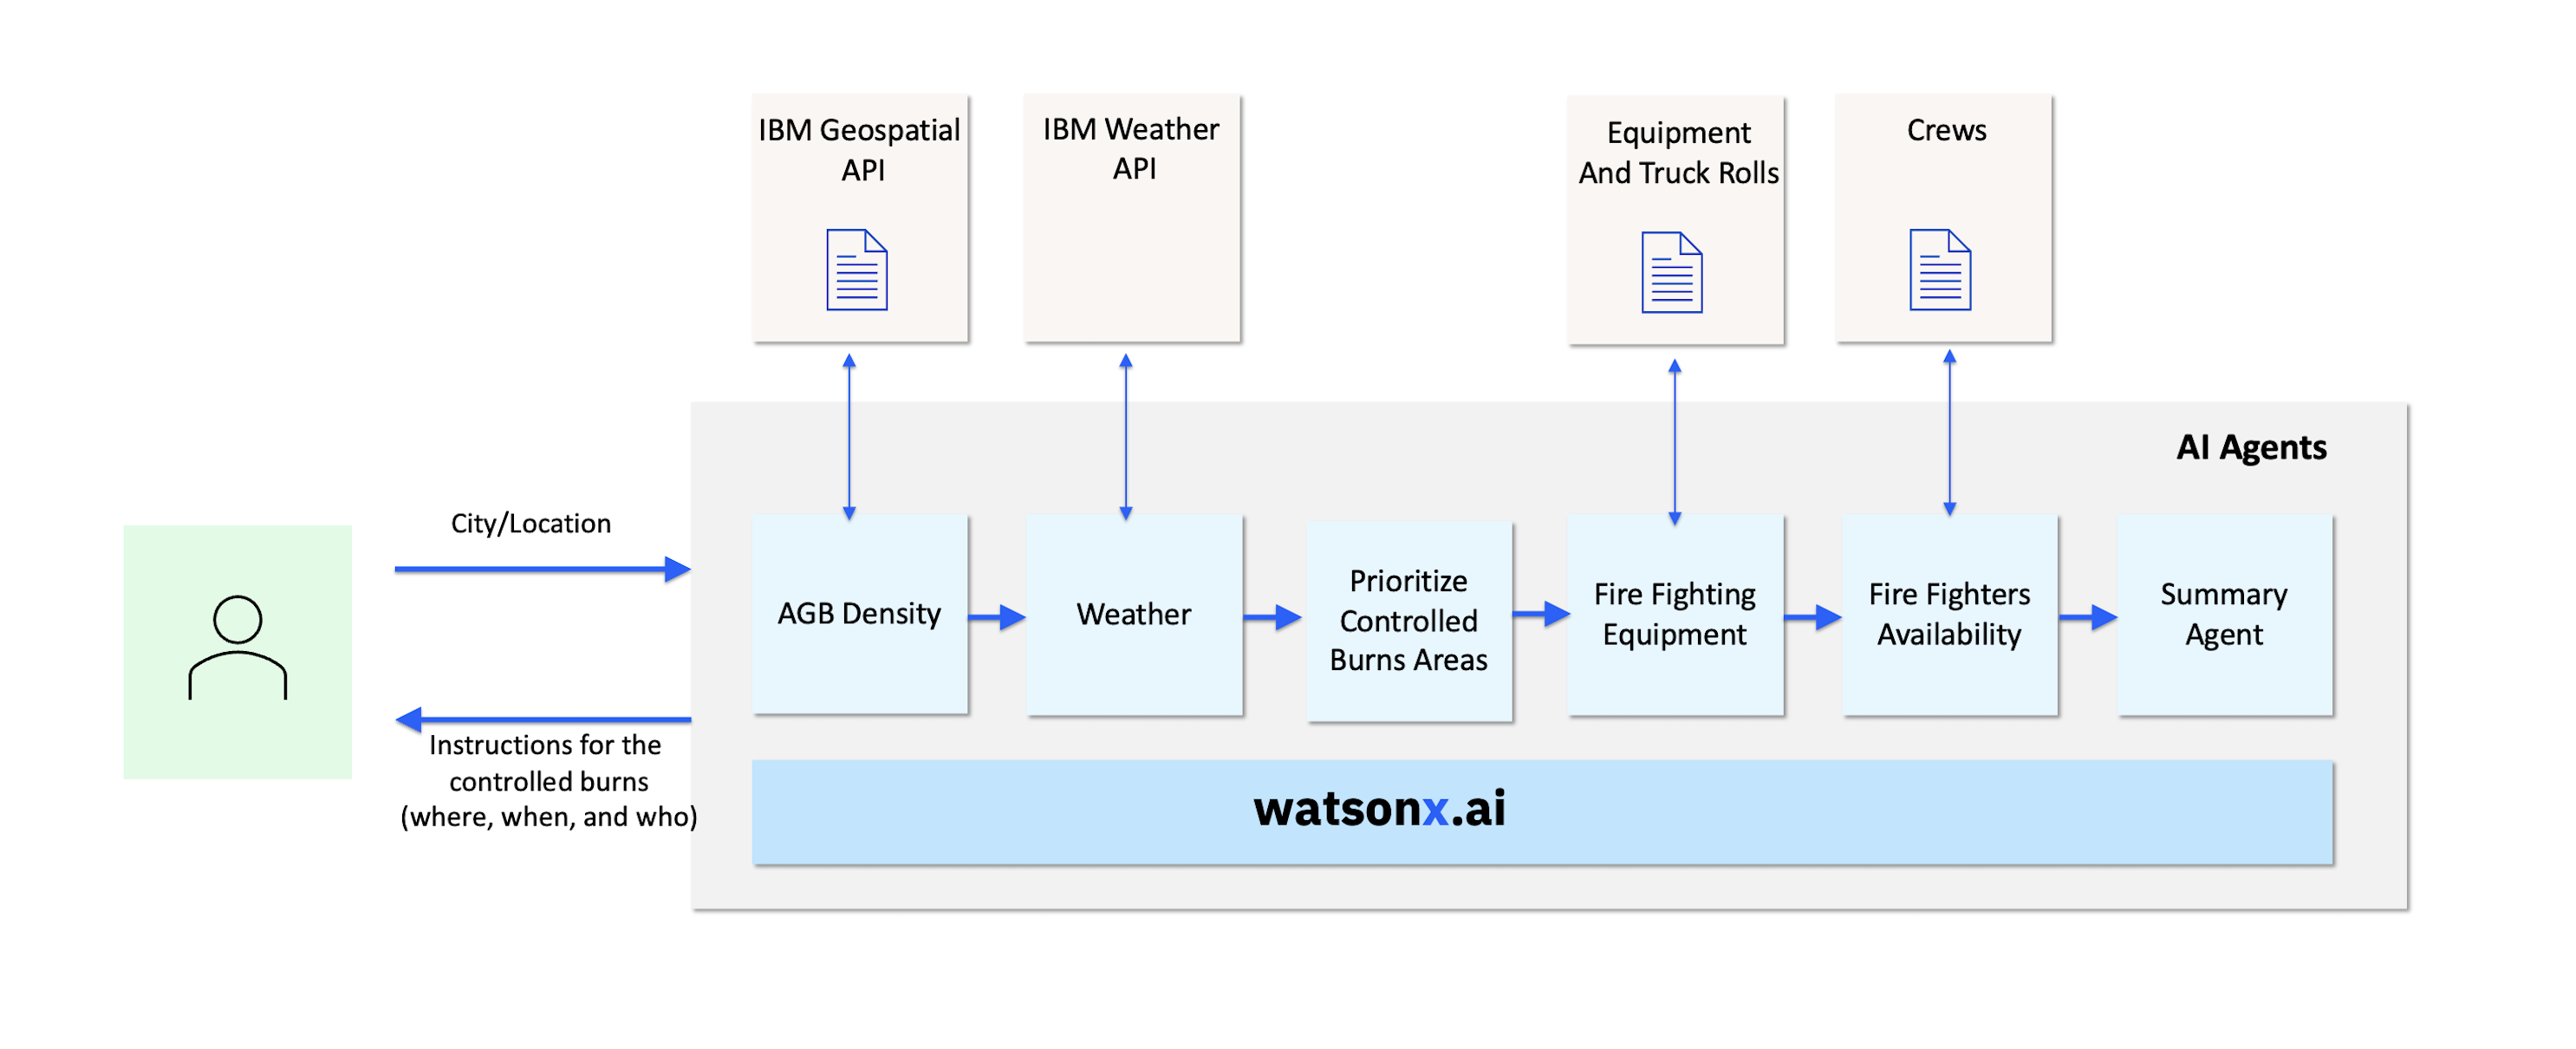 IBM Geospatial
API
IBM Weather
API
Equipment
And Truck Rolls
Crews
AI Agents
City/Location
AGB Density
Weather
Prioritize
Controlled
Burns Areas
Fire Fighting
Equipment
Fire Fighters
Availability
Summary
Agent
Instructions for the
controlled burns
(where, when, and who)
watsonx.ai